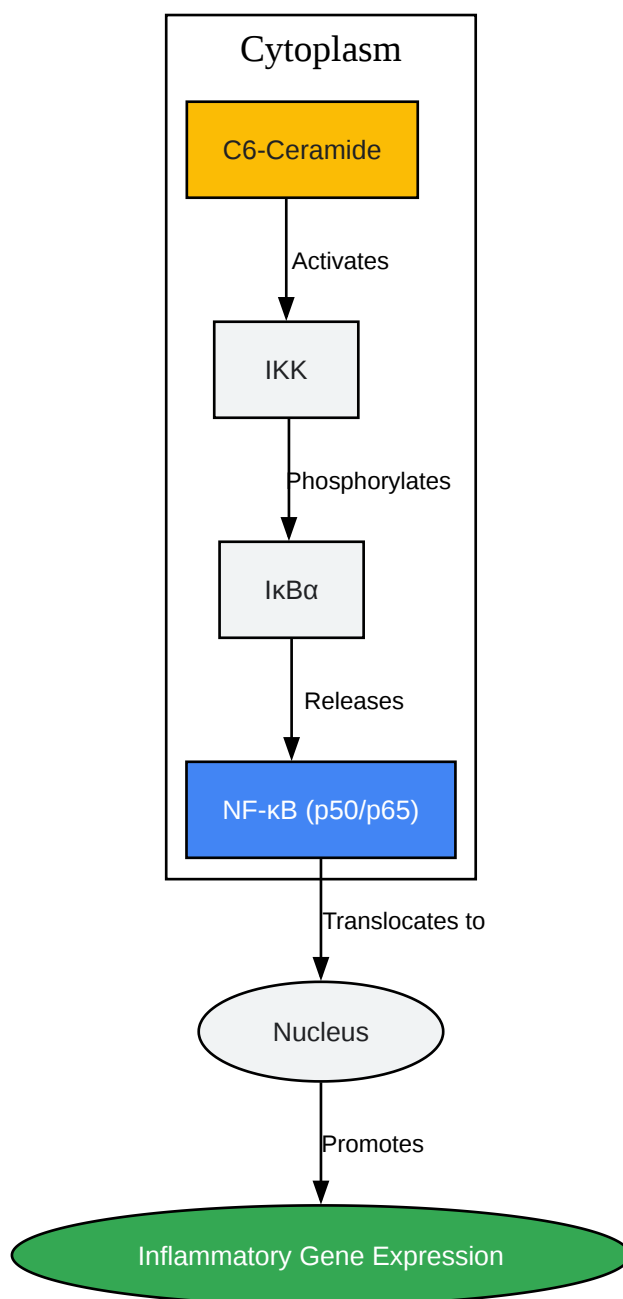 Cytoplasm
C6-Ceramide
Activates
IKK
Phosphorylates
IκBα
Releases
NF-κB (p50/p65)
Translocates to
Nucleus
Promotes
Inflammatory Gene Expression